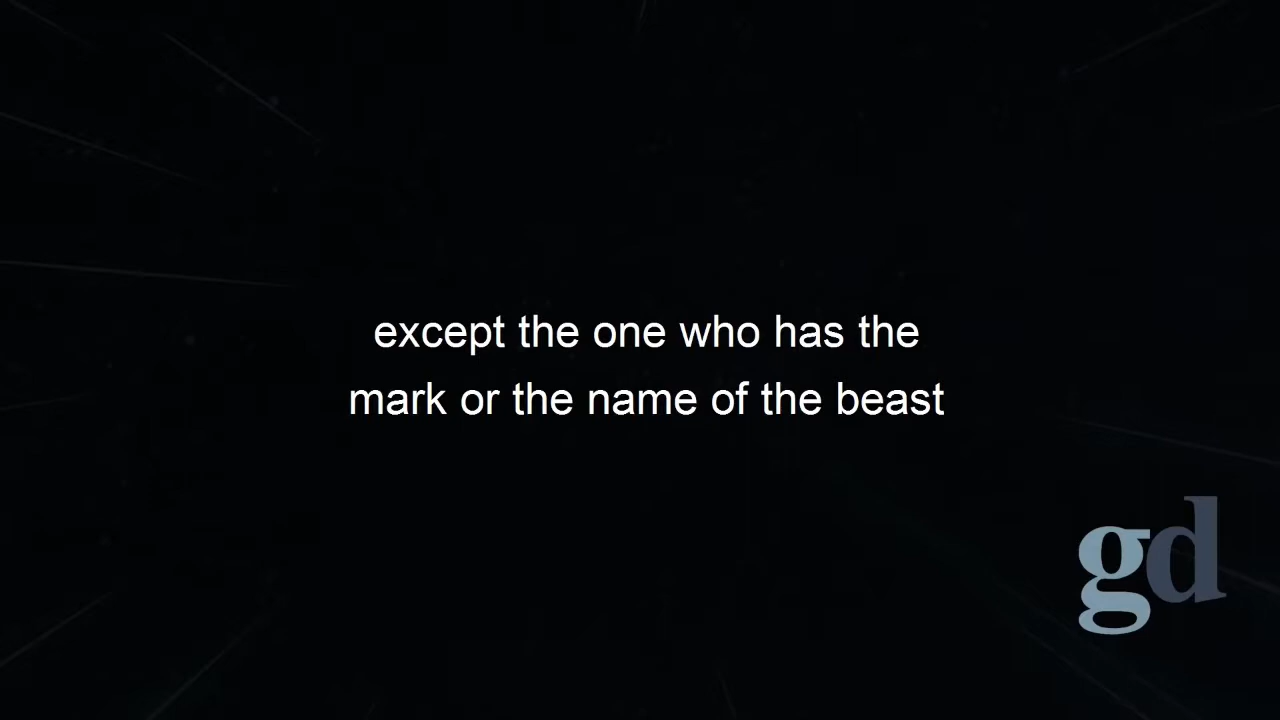 except the one who has the
mark or the name of the beast
gd